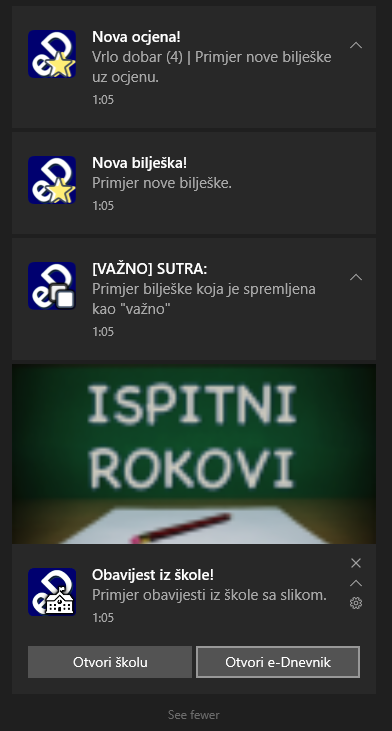 Nova ocjena!
Vrlo dobar (4) | Primjer nove bilješke
uz ocjenu.
1:05
Nova bilješka!
Primjer nove bilješke.
1:05
[VAŽNO] SUTRA:
Primjer bilješke koja je spremljena
kao "važno"
1:05
ISPITNI
ROKOVI
Obavijest iz škole!
Primjer obavijesti iz škole sa slikom.
1:05
Otvori školu
Otvori e-Dnevnik
See fewer